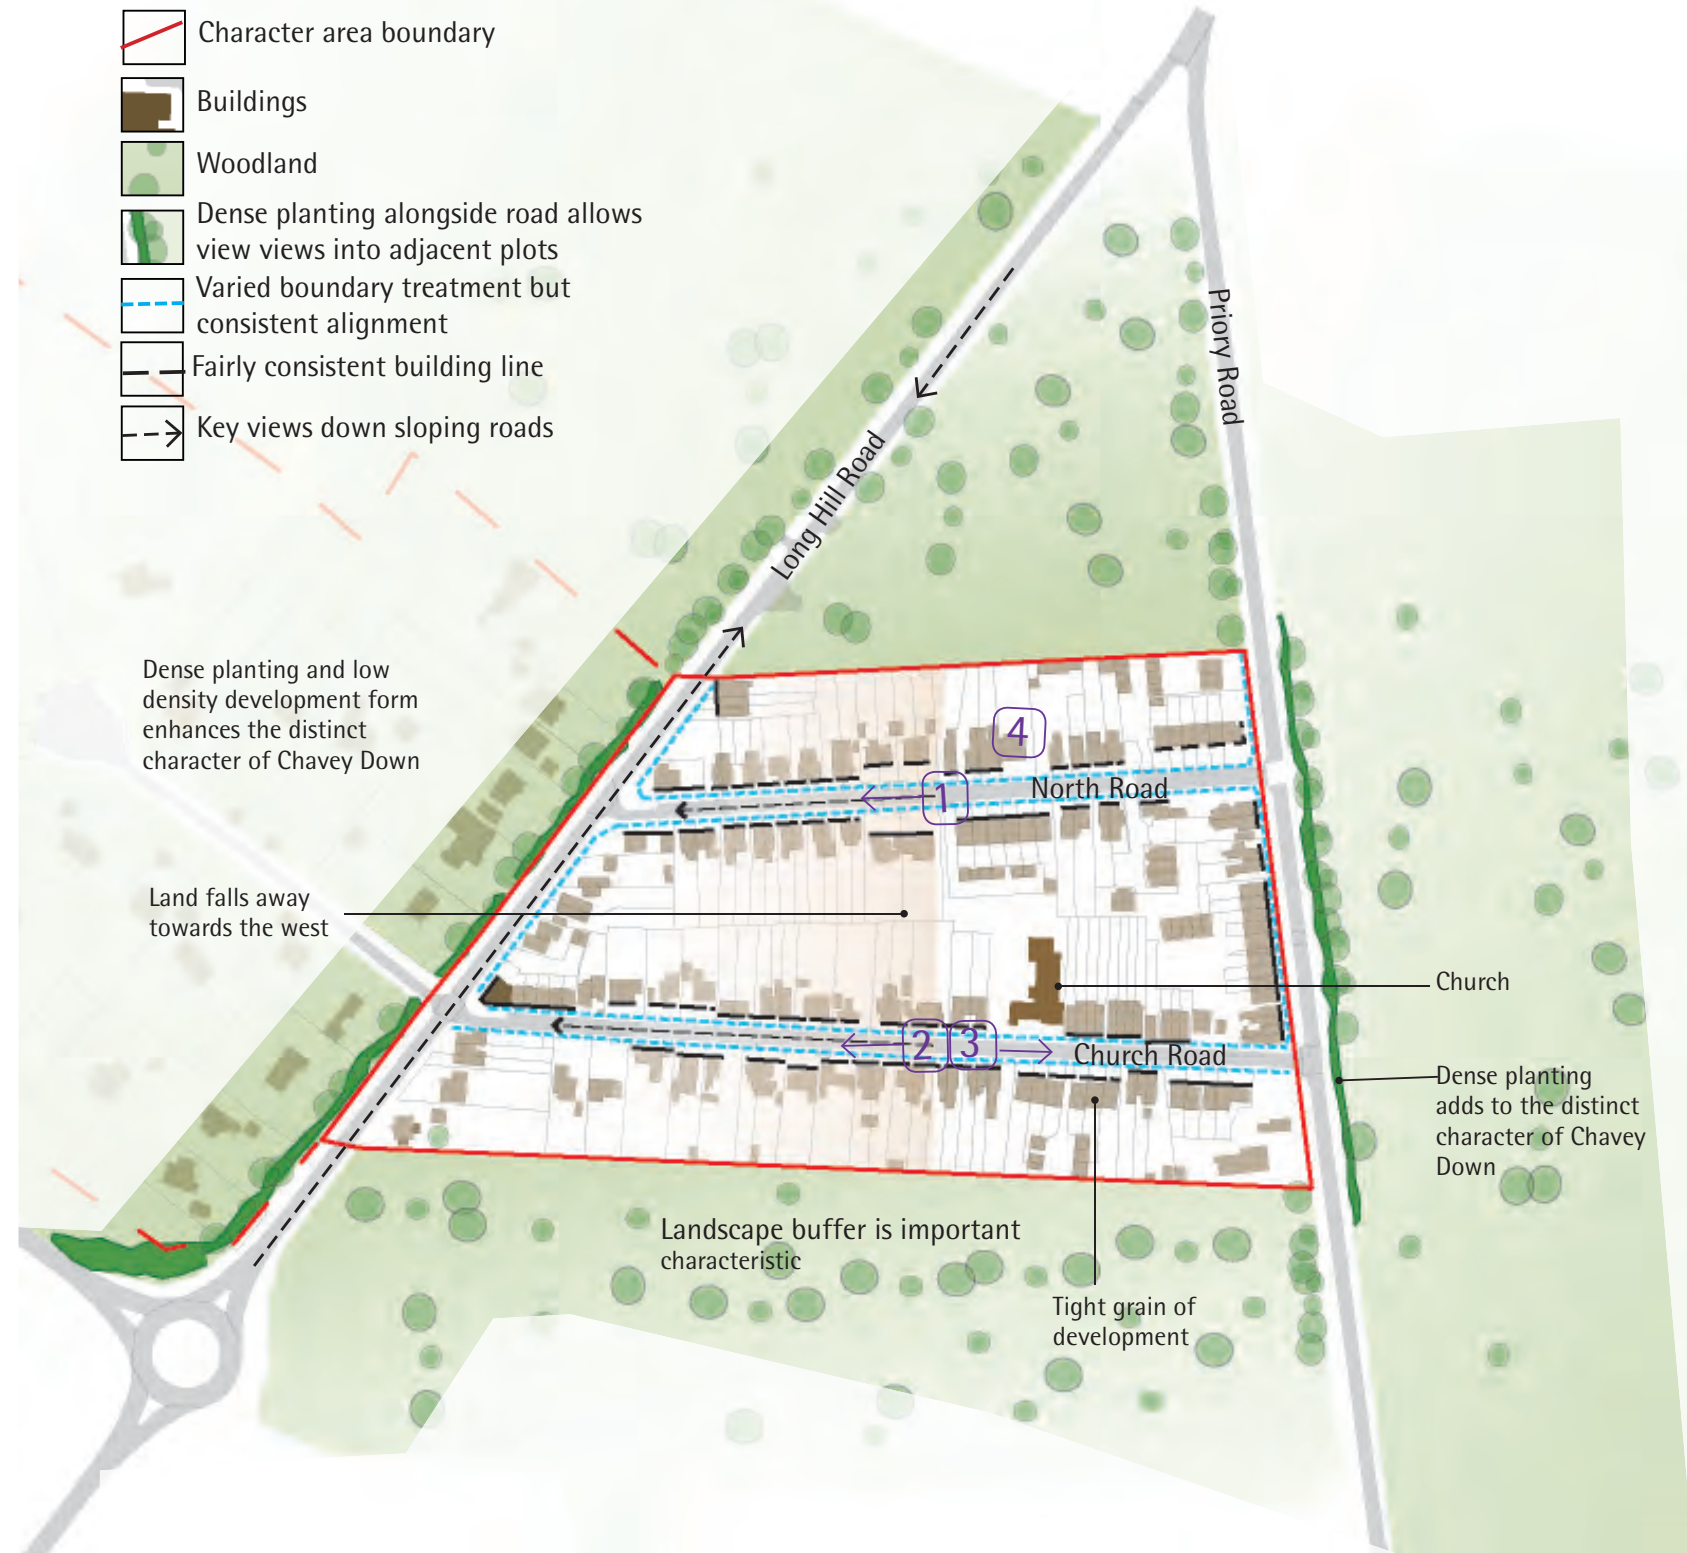 Character area boundary
Buildings
Woodland
Dense planting alongside road allows
view views into adjacent plots
Varied boundary treatment but
consistent alignment
Fairly consistent building line
Key views down sloping roads
Priory Road
Long Hill Road
Dense planting and low
density development form
enhances the distinct
character of Chavey Down
4
1
North Road
Land falls away
towards the west
Church
2
3
Church Road
Dense planting
adds to the distinct
character of Chavey
Down
Landscape buffer is important
characteristic
Tight grain of
development